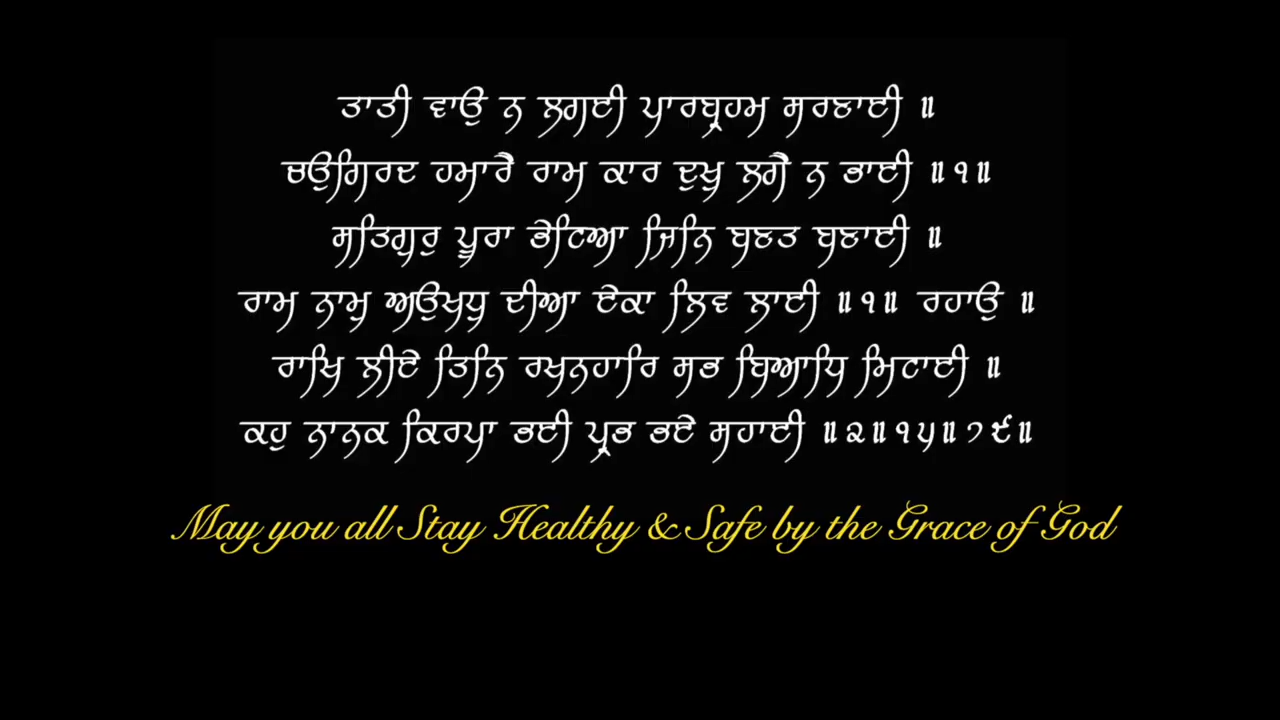 ਤਾਤੀ ਵਾਉ ਨ ਲਗਈ ਪਾਰਬ੍ਰਹਮ ਸਰਣਾਈ ॥
ਚਉਗਿਰਦ ਹਮਾਰੈ ਰਾਮ ਕਾਰ ਦੁਖੁ ਲਗੈ ਨ ਭਾਈ ॥੧॥
ਸਤਿਗੁਰੁ ਪੂਰਾ ਭੇਟਿਆ ਜਿਨਿ ਬਣਤ ਬਣਾਈ ॥
ਰਾਮ ਨਾਮੁ ਅਉਖਧੁ ਦੀਆ ਏਕਾ ਲਿਵ ਲਾਈ ॥੧॥ ਰਹਾਉ ॥
ਰਾਖਿ ਲੀਏ ਤਿਨਿ ਰਖਨਹਾਰਿ ਸਭ ਬਿਆਧਿ ਮਿਟਾਈ ॥
ਕਹੁ ਨਾਨਕ ਕਿਰਪਾ ਭਈ ਪ੍ਰਭ ਭਏ ਸਹਾਈ ॥੨॥੧੫॥੭੯॥
May you all Stay Healthy & Safe by the Grace of God